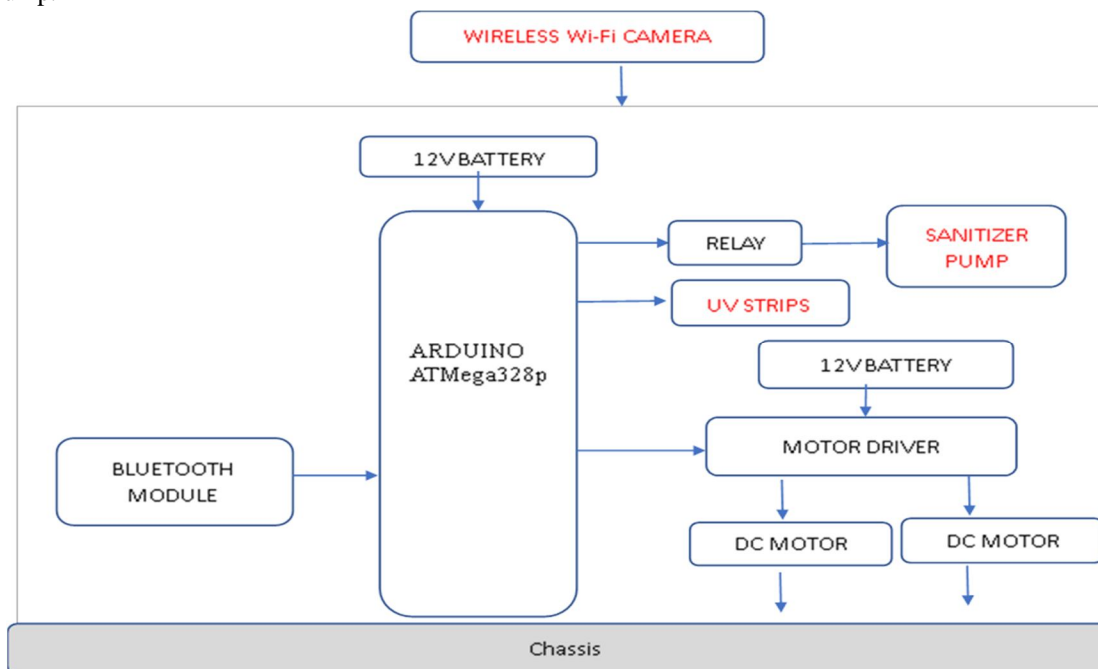 WIRELESS Wi-Fi CAMERA
12V BATTERY
RELAY
SANITIZER
PUMP
UV STRIPS
ARDUINO
ATMega328p
12V BATTERY
MOTOR DRIVER
BLUETOOTH
MODULE
DC MOTOR
DC MOTOR
Chassis